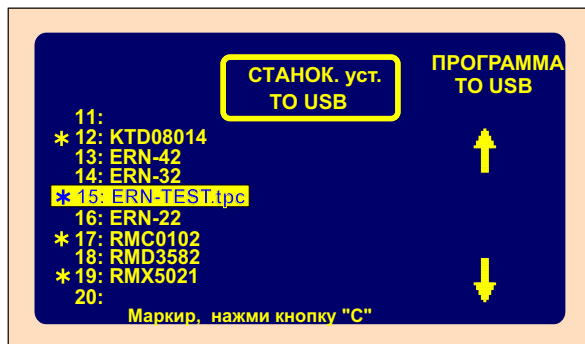 СТАНОК. уст.
TO USB
ПРОГРАММА
TO USB
11:
* 12: KTD08014
13: ERN-42
14: ERN-32
* 15: ERN-TEST.tpc
16: ERN-22
* 17: RMC0102
18: RMD3582
* 19: RMX5021
20:
Маркир, нажми кнопку "C"